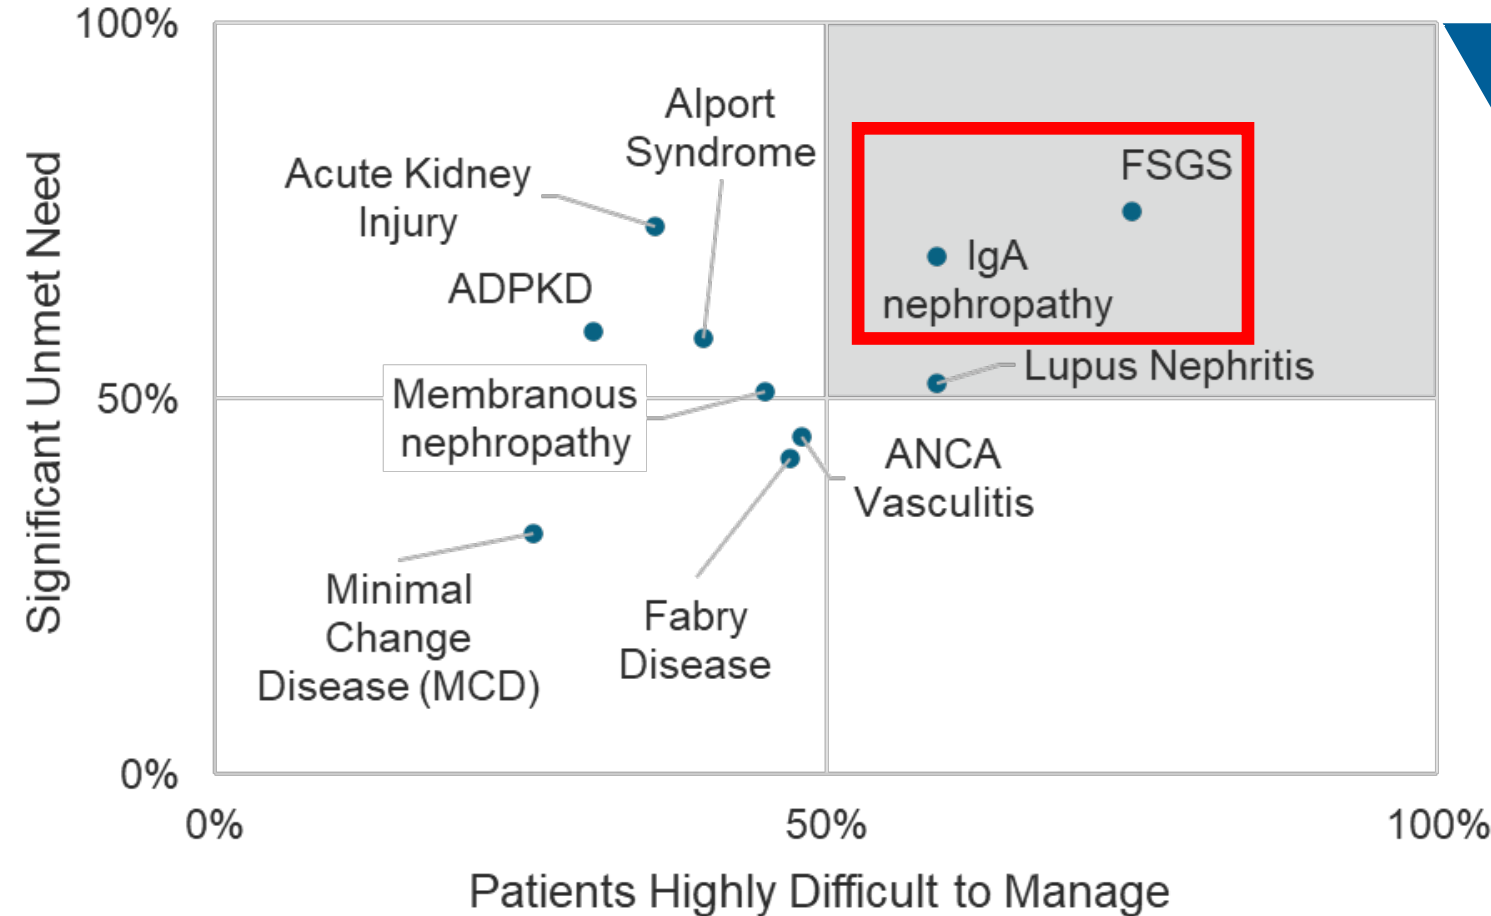 100%
Alport
Syndrome
Acute Kidney
Injury
FSGS
IgA
nephropathy
ADPKD
Lupus Nephritis
50%
Membranous
nephropathy
ANCA
Vasculitis
Minimal
Change
Disease (MCD)
Fabry
Disease
0%
Significant Unmet Need
0%
50%
100%
Patients Highly Difficult to Manage